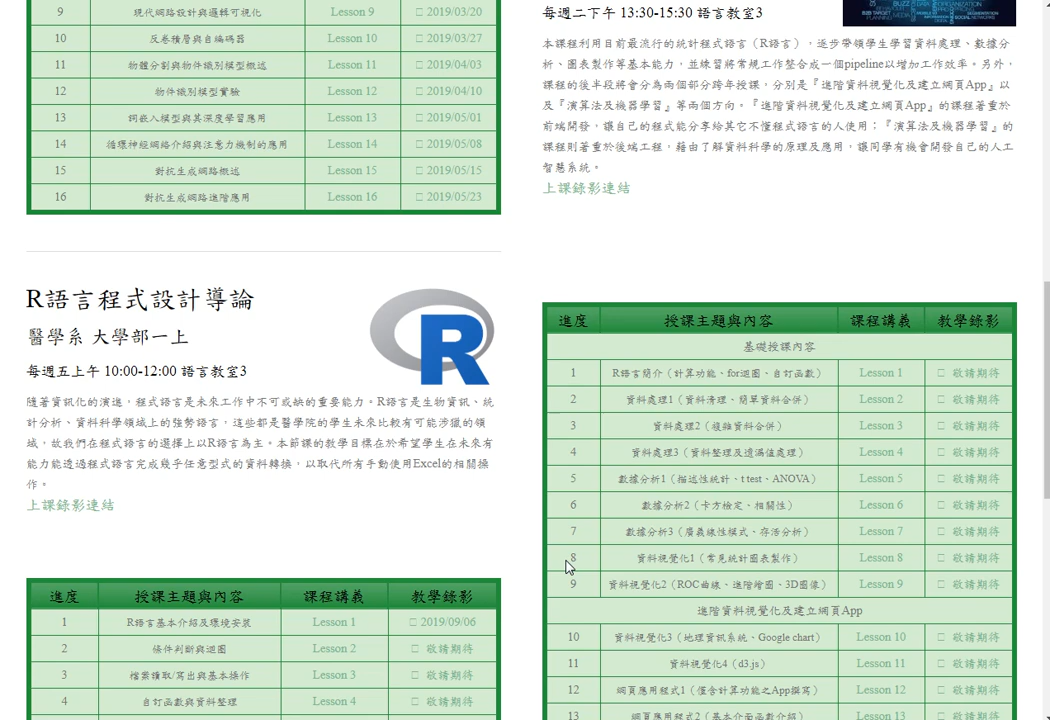 9 現代網路設計與邏輯可視化 Lesson 9 □ 2019/03/20
10 反卷積層與自編碼器 Lesson 10 □ 2019/03/27
11 物體分割與物件識別模型概述 Lesson 11 □ 2019/04/03
12 物件識別模型實驗 Lesson 12 □ 2019/04/10
13 詞嵌入模型與其深度學習應用 Lesson 13 □ 2019/05/01
14 循環神經網絡介紹與注意力機制的應用 Lesson 14 □ 2019/05/08
15 對抗生成網路概述 Lesson 15 □ 2019/05/15
16 對抗生成網路進階應用 Lesson 16 □ 2019/05/23
R語言程式設計導論
醫學系 大學部一上
每週五上午 10:00-12:00 語言教室3
隨著資訊化的演進，程式語言是未來工作中不可或缺的重要能力。R語言是生物資訊、統
計分析、資料科學領域上的強勢語言，這些都是醫學院的學生未來比較有可能涉獵的領
域，故我們在程式語言的選擇上以R語言為主。本節課的教學目標在於希望學生在未來有
能力能透過程式語言完成幾乎任意型式的資料轉換，以取代所有手動使用Excel的相關操
作。
上課錄影連結
R
進度 授課主題與內容 課程講義 教學錄影
1 R語言基本介紹及環境安裝 Lesson 1 □ 2019/09/06
2 條件判斷與迴圈 Lesson 2 □ 敬請期待
3 檔案讀取/寫出與基本操作 Lesson 3 □ 敬請期待
4 自訂函數與資料整理 Lesson 4 □ 敬請期待
每週二下午 13:30-15:30 語言教室3
本課程利用目前最流行的統計程式語言（R語言），逐步帶領學生學習資料處理、數據分
析、圖表製作等基本能力，並練習將常規工作整合成一個pipeline以增加工作效率。另外，
課程的後半段將會分為兩個部分跨年授課，分別是『進階資料視覺化及建立網頁App』以
及『演算法及機器學習』等兩個方向。『進階資料視覺化及建立網頁App』的課程著重於
前端開發，讓自己的程式能分享給其它不懂程式語言的人使用；『演算法及機器學習』的
課程則著重於後端工程，藉由了解資料科學的原理及應用，讓同學有機會開發自己的人工
智慧系統。
上課錄影連結
進度 授課主題與內容 課程講義 教學錄影
基礎授課內容
1 R語言簡介（計算功能、for迴圈、自訂函數） Lesson 1 □ 敬請期待
2 資料處理1（資料清理、簡單資料合併） Lesson 2 □ 敬請期待
3 資料處理2（複雜資料合併） Lesson 3 □ 敬請期待
4 資料處理3（資料整理及遺漏值處理） Lesson 4 □ 敬請期待
5 數據分析1（描述性統計、t test、ANOVA） Lesson 5 □ 敬請期待
6 數據分析2（卡方檢定、相關性） Lesson 6 □ 敬請期待
7 數據分析3（廣義線性模式、存活分析） Lesson 7 □ 敬請期待
8 資料視覺化1（常見統計圖表製作） Lesson 8 □ 敬請期待
9 資料視覺化2（ROC曲線、進階繪圖、3D圖像） Lesson 9 □ 敬請期待
進階資料視覺化及建立網頁App
10 資料視覺化3（地理資訊系統、Google chart） Lesson 10 □ 敬請期待
11 資料視覺化4（d3.js） Lesson 11 □ 敬請期待
12 網頁應用程式1（僅含計算功能之App撰寫） Lesson 12 □ 敬請期待
13 網頁應用程式2（基本介面函數介紹） Lesson 13 □ 敬請期待